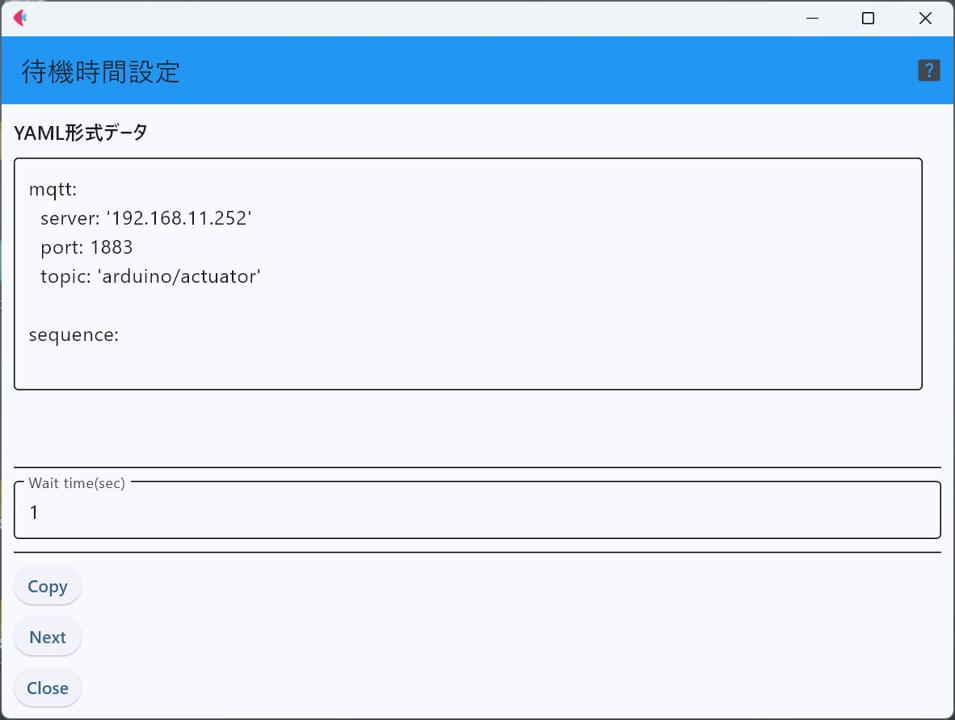 待機時間設定
?
YAML形式データ
mqtt:
  server: '192.168.11.252'
  port: 1883
  topic: 'arduino/actuator'

sequence:
Wait time(sec)
1
Copy
Next
Close